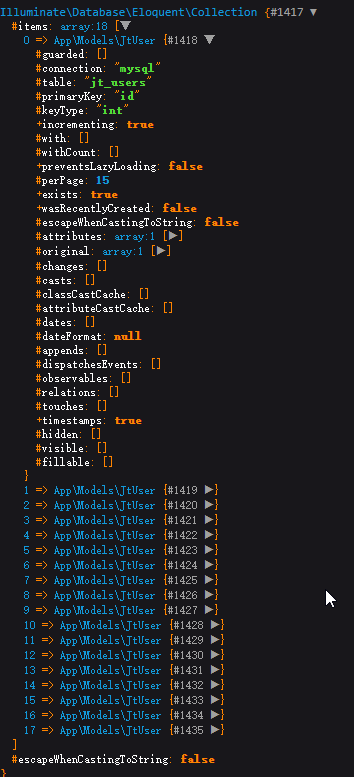 Illuminate\Database\Eloquent\Collection {#1417 ▼
#items: array:18 [▼
0 => App\Models\JtUser {#1418 ▼
#guarded: []
#connection: "mysql"
#table: "jt_users"
#primaryKey: "id"
#keyType: "int"
+incrementing: true
#with: []
#withCount: []
+preventsLazyLoading: false
#perPage: 15
+exists: true
+wasRecentlyCreated: false
#escapeWhenCastingToString: false
#attributes: array:1 [▶]
#original: array:1 [▶]
#changes: []
#casts: []
#classCastCache: []
#attributeCastCache: []
#dates: []
#dateFormat: null
#appends: []
#dispatchesEvents: []
#observables: []
#relations: []
#touches: []
+timestamps: true
#hidden: []
#visible: []
#fillable: []
}
1 => App\Models\JtUser {#1419 ▶}
2 => App\Models\JtUser {#1420 ▶}
3 => App\Models\JtUser {#1421 ▶}
4 => App\Models\JtUser {#1422 ▶}
5 => App\Models\JtUser {#1423 ▶}
6 => App\Models\JtUser {#1424 ▶}
7 => App\Models\JtUser {#1425 ▶}
8 => App\Models\JtUser {#1426 ▶}
9 => App\Models\JtUser {#1427 ▶}
10 => App\Models\JtUser {#1428 ▶}
11 => App\Models\JtUser {#1429 ▶}
12 => App\Models\JtUser {#1430 ▶}
13 => App\Models\JtUser {#1431 ▶}
14 => App\Models\JtUser {#1432 ▶}
15 => App\Models\JtUser {#1433 ▶}
16 => App\Models\JtUser {#1434 ▶}
17 => App\Models\JtUser {#1435 ▶}
]
#escapeWhenCastingToString: false
}